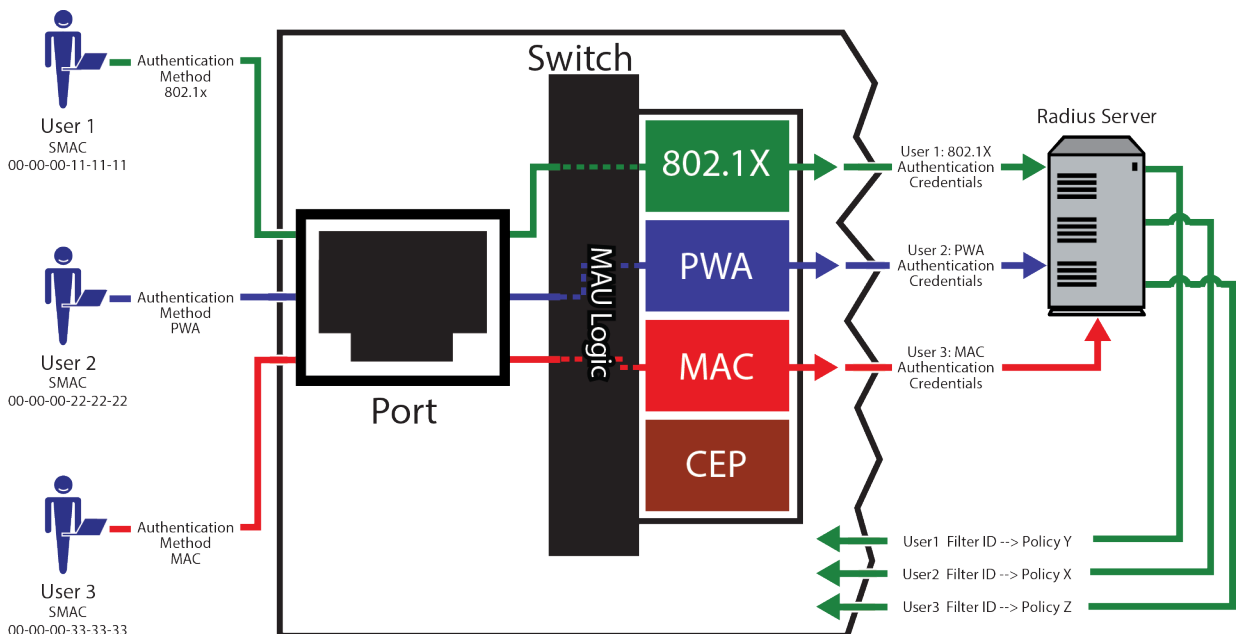 Authentication
Method
802.1x
User 1
SMAC
00-00-00-11-11-11
Authentication
Method
PWA
User 2
SMAC
00-00-00-22-22-22
Authentication
Method
MAC
User 3
SMAC
00-00-00-33-33-33
Switch
Port
MAU Logic
802.1X
PWA
MAC
CEP
Radius Server
User 1: 802.1X
Authentication
Credentials
User 2: PWA
Authentication
Credentials
User 3: MAC
Authentication
Credentials
User1 Filter ID --> Policy Y
User2 Filter ID --> Policy X
User3 Filter ID --> Policy Z